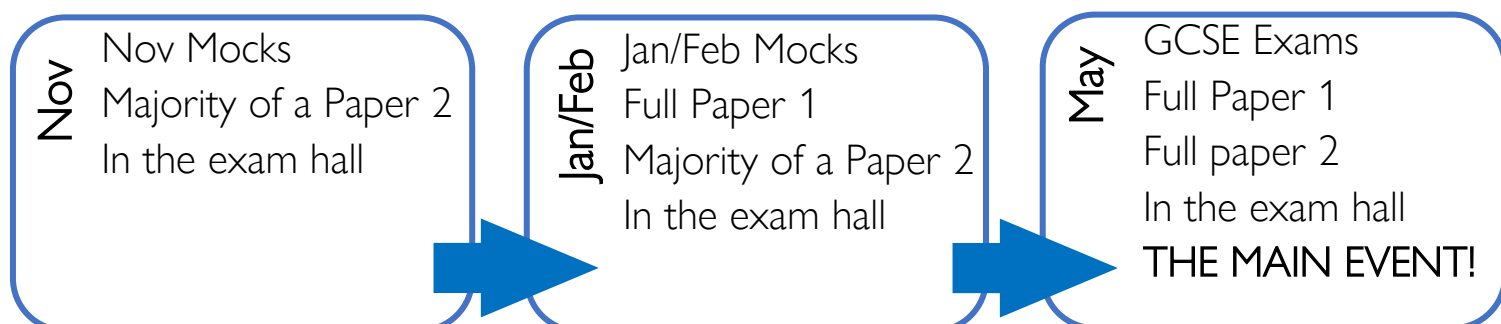 Nov
Nov Mocks
Majority of a Paper 2
In the exam hall
Jan/Feb
Jan/Feb Mocks
Full Paper 1
Majority of a Paper 2
In the exam hall
May
GCSE Exams
Full Paper 1
Full paper 2
In the exam hall
THE MAIN EVENT!